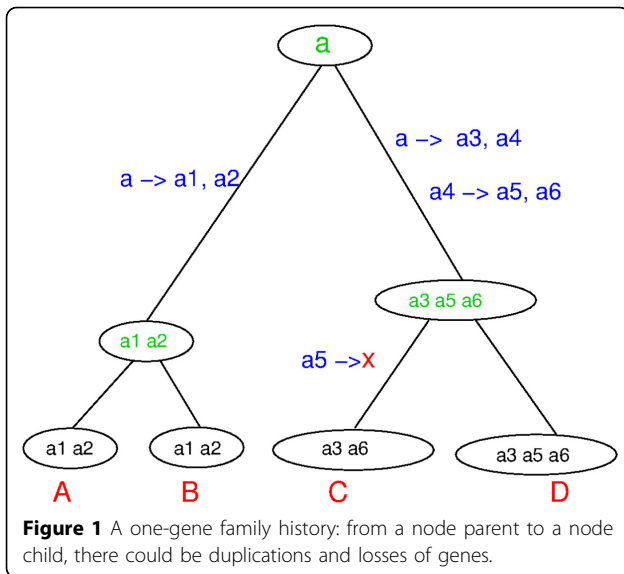 a
a -> a3, a4
a -> a1, a2
a4 -> a5, a6
a3 a5 a6
a1 a2
a5 ->x
a1 a2
a1 a2
a3 a6
a3 a5 a6
A
B
C
D
Figure 1 A one-gene family history: from a node parent to a node
child, there could be duplications and losses of genes.